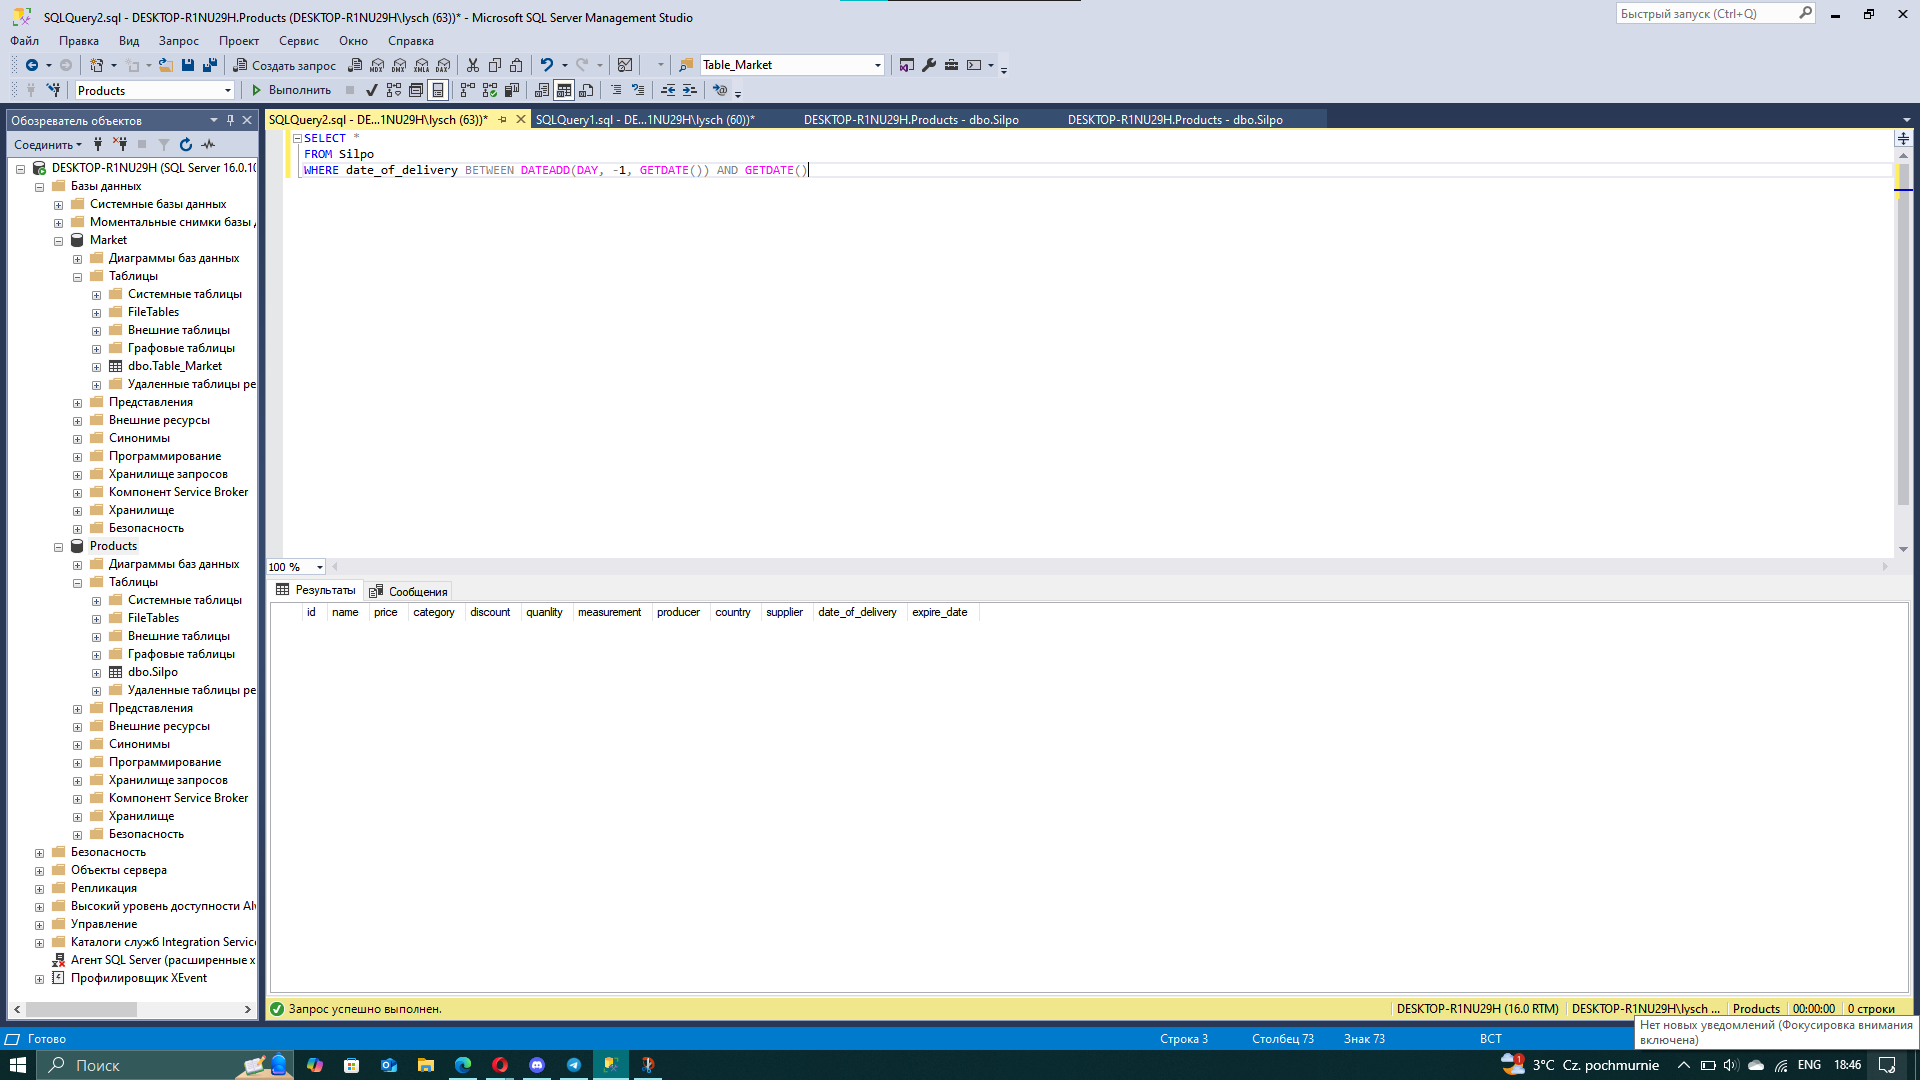 SQLQuery2.sql - DESKTOP-R1NU29H.Products (DESKTOP-R1NU29H\lysch (63))* - Microsoft SQL Server Management Studio
Быстрый запуск (Ctrl+Q)
Файл Правка Вид Запрос Проект Сервис Окно Справка
Создать запрос
MDX DMX XMLA DAX
Table_Market
Products
Выполнить
Обозреватель объектов
Соединить
DESKTOP-R1NU29H (SQL Server 16.0.10
Базы данных
Системные базы данных
Моментальные снимки базы
Market
Диаграммы баз данных
Таблицы
Системные таблицы
FileTables
Внешние таблицы
Графовые таблицы
dbo.Table_Market
Удаленные таблицы ре
Представления
Внешние ресурсы
Синонимы
Программирование
Хранилище запросов
Компонент Service Broker
Хранилище
Безопасность
Products
Диаграммы баз данных
Таблицы
Системные таблицы
FileTables
Внешние таблицы
Графовые таблицы
dbo.Silpo
Удаленные таблицы ре
Представления
Внешние ресурсы
Синонимы
Программирование
Хранилище запросов
Компонент Service Broker
Хранилище
Безопасность
Безопасность
Объекты сервера
Репликация
Высокий уровень доступности Al
Управление
Каталоги служб Integration Servic
Агент SQL Server (расширенные х
Профилировщик XEvent
SQLQuery2.sql - DE...1NU29H\lysch (63))* SQLQuery1.sql - DE...1NU29H\lysch (60))* DESKTOP-R1NU29H.Products - dbo.Silpo DESKTOP-R1NU29H.Products - dbo.Silpo
SELECT *
FROM Silpo
WHERE date_of_delivery BETWEEN DATEADD(DAY, -1, GETDATE()) AND GETDATE()
100 %
Результаты Сообщения
id name price category discount quanlity measurement producer country supplier date_of_delivery expire_date
Запрос успешно выполнен.
DESKTOP-R1NU29H (16.0 RTM) DESKTOP-R1NU29H\lysch ... Products 00:00:00 0 строки
Нет новых уведомлений (Фокусировка внимания включена)
Готово
Строка 3 Столбец 73 Знак 73 ВСТ
Поиск
1
3°C Cz. pochmurnie
ENG 18:46